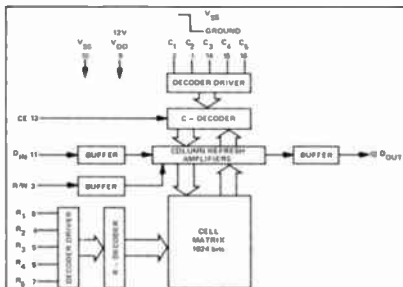 VSS
GROUND
12V
VSS VDD
C1 C2 C3 C4 C5
DECODER DRIVER
CE 13
C - DECODER
DIN 11
BUFFER
COLUMN REFRESH AMPLIFIERS
BUFFER
DOUT
R/W 3
BUFFER
R1 R2 R3 R4 R5
DECODER DRIVER
R - DECODER
CELL
MATRIX
1024 bits